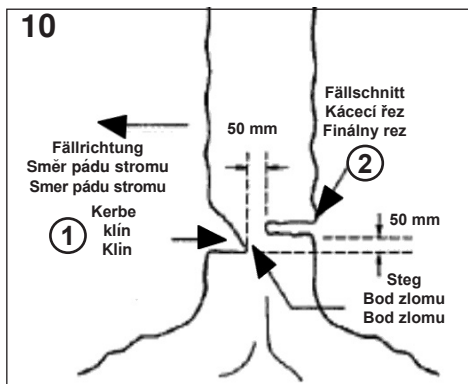 10
Fällschnitt
Kácecí řez
Finálny rez
2
50 mm
Fällrichtung
Směr pádu stromu
Smer pádu stromu
1
Kerbe
klín
Klin
50 mm
Steg
Bod zlomu
Bod zlomu